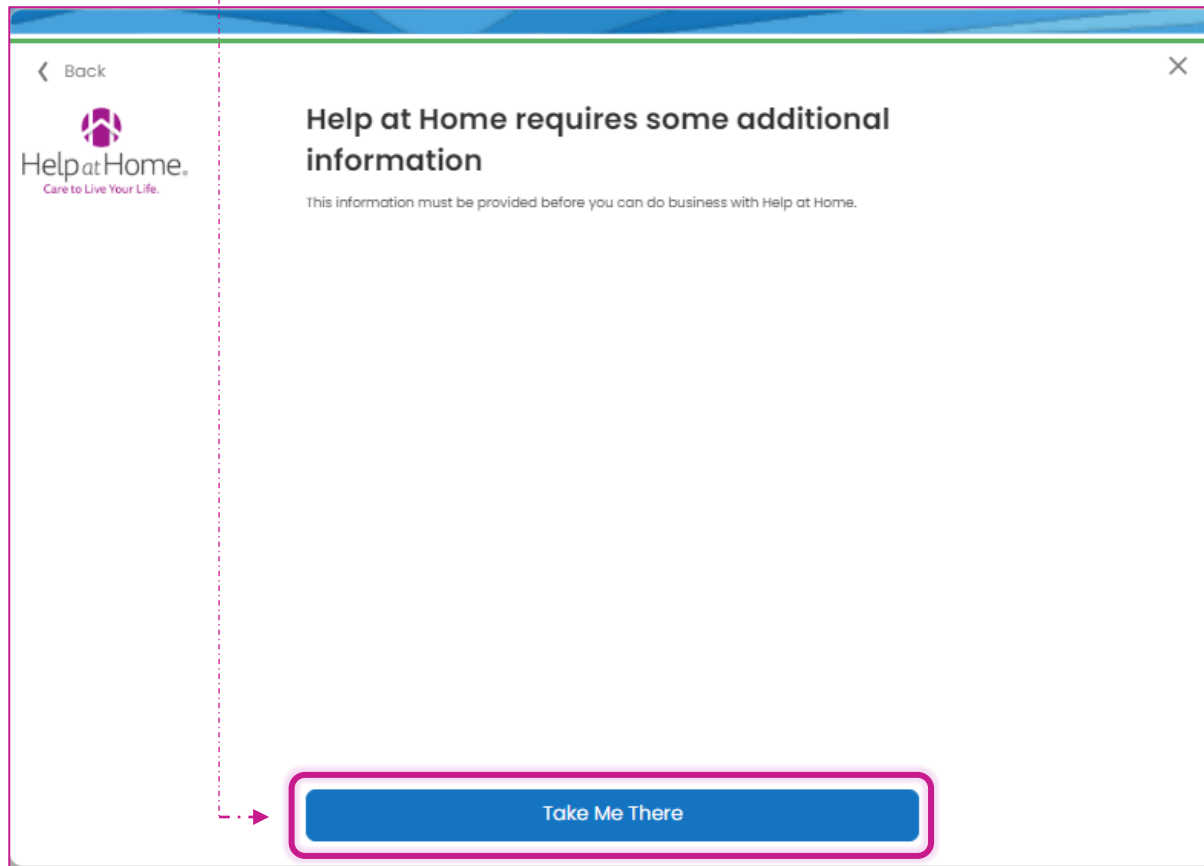 Back
Help at Home.
Care to Live Your Life.
Help at Home requires some additional
information
This information must be provided before you can do business with Help at Home.
Take Me There